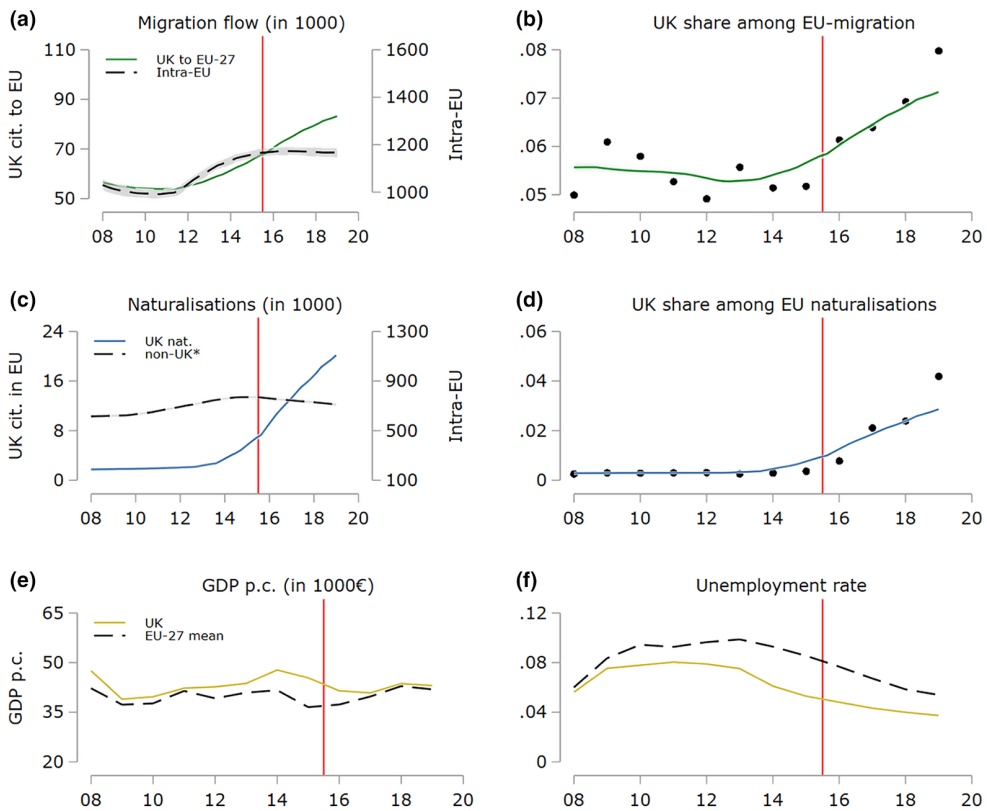 (a) Migration flow (in 1000)
UK cit. to EU
Intra-EU
110
90
70
50
1600
1400
1200
1000
UK to EU-27
Intra-EU
08 10 12 14 16 18 20
(b) UK share among EU-migration
.08
.07
.06
.05
08 10 12 14 16 18 20
(c) Naturalisations (in 1000)
UK cit. in EU
Intra-EU
24
16
8
0
1300
900
500
100
UK nat.
non-UK*
08 10 12 14 16 18 20
(d) UK share among EU naturalisations
.06
.04
.02
0
08 10 12 14 16 18 20
(e) GDP p.c. (in 1000€)
GDP p.c.
65
50
35
20
UK
EU-27 mean
08 10 12 14 16 18 20
(f) Unemployment rate
.12
.08
.04
0
08 10 12 14 16 18 20